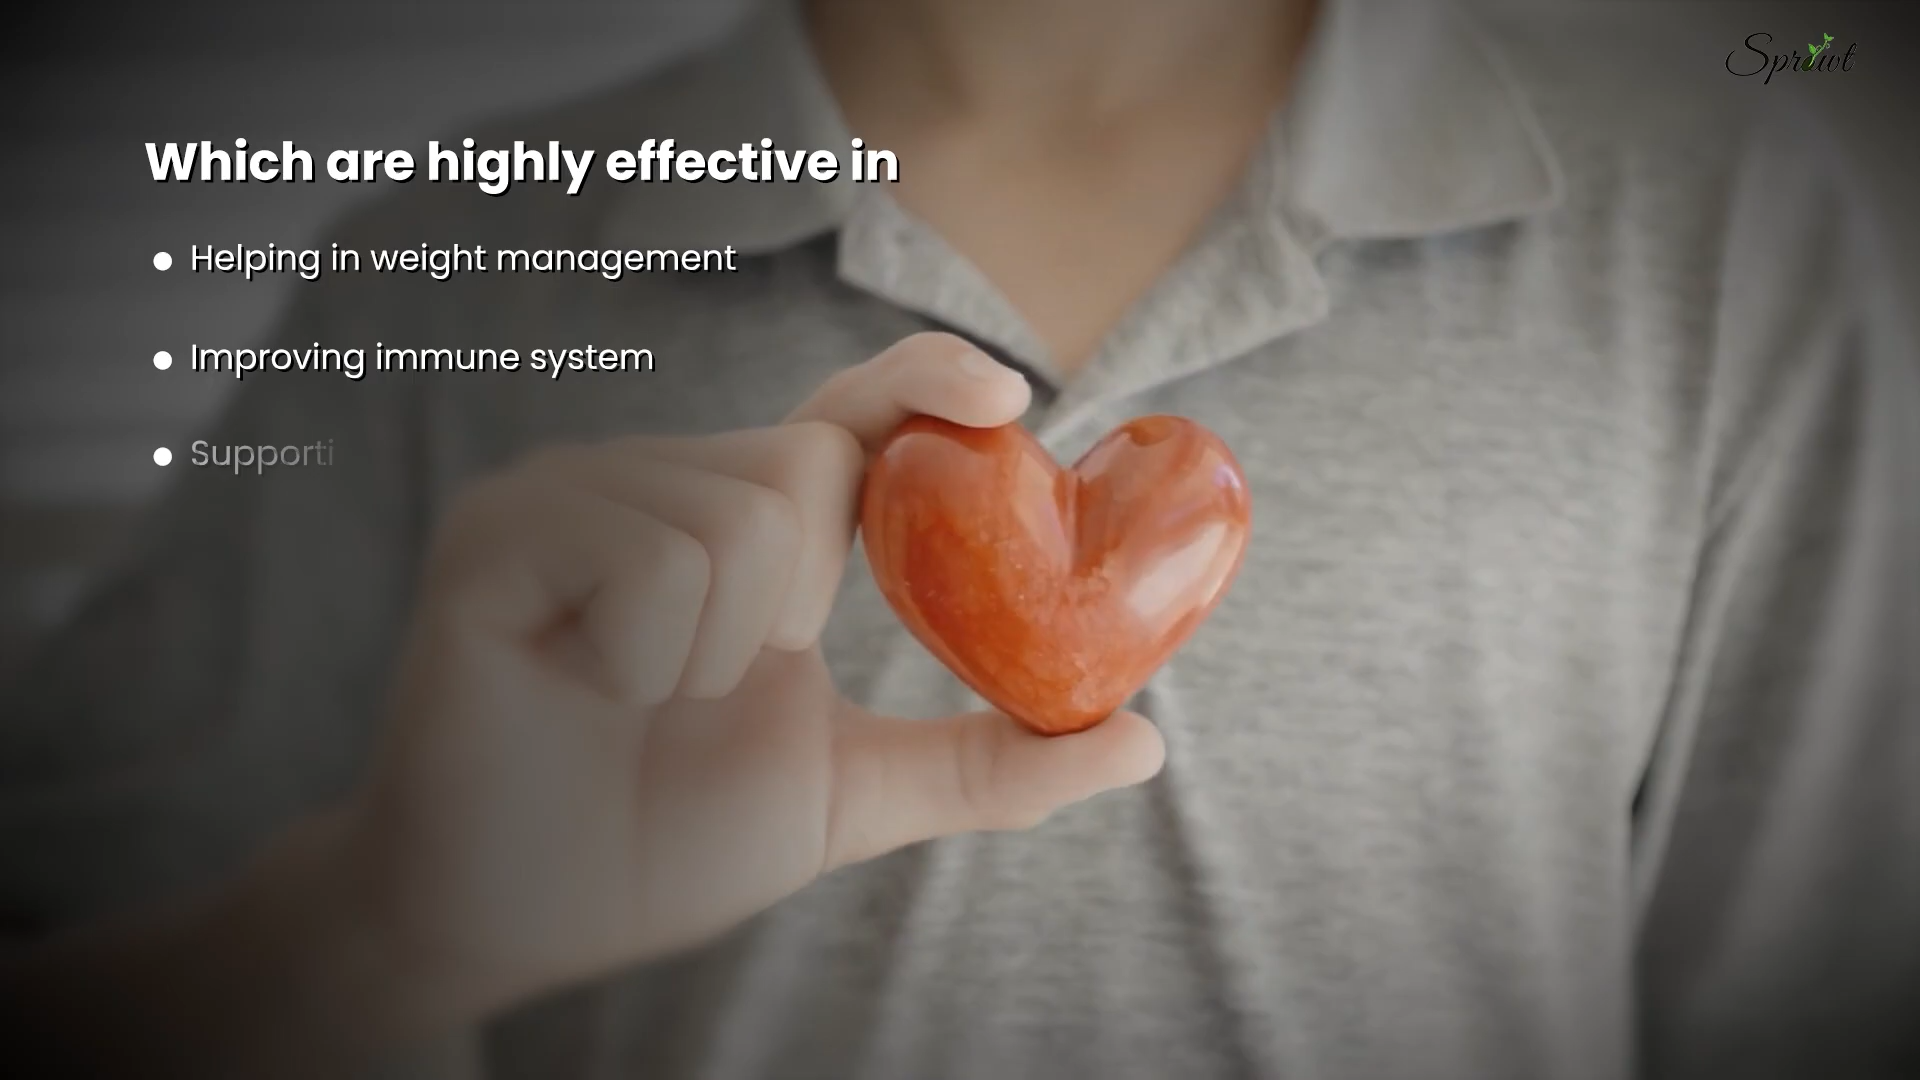 Sprowt
Which are highly effective in
● Helping in weight management
● Improving immune system
● Supporti